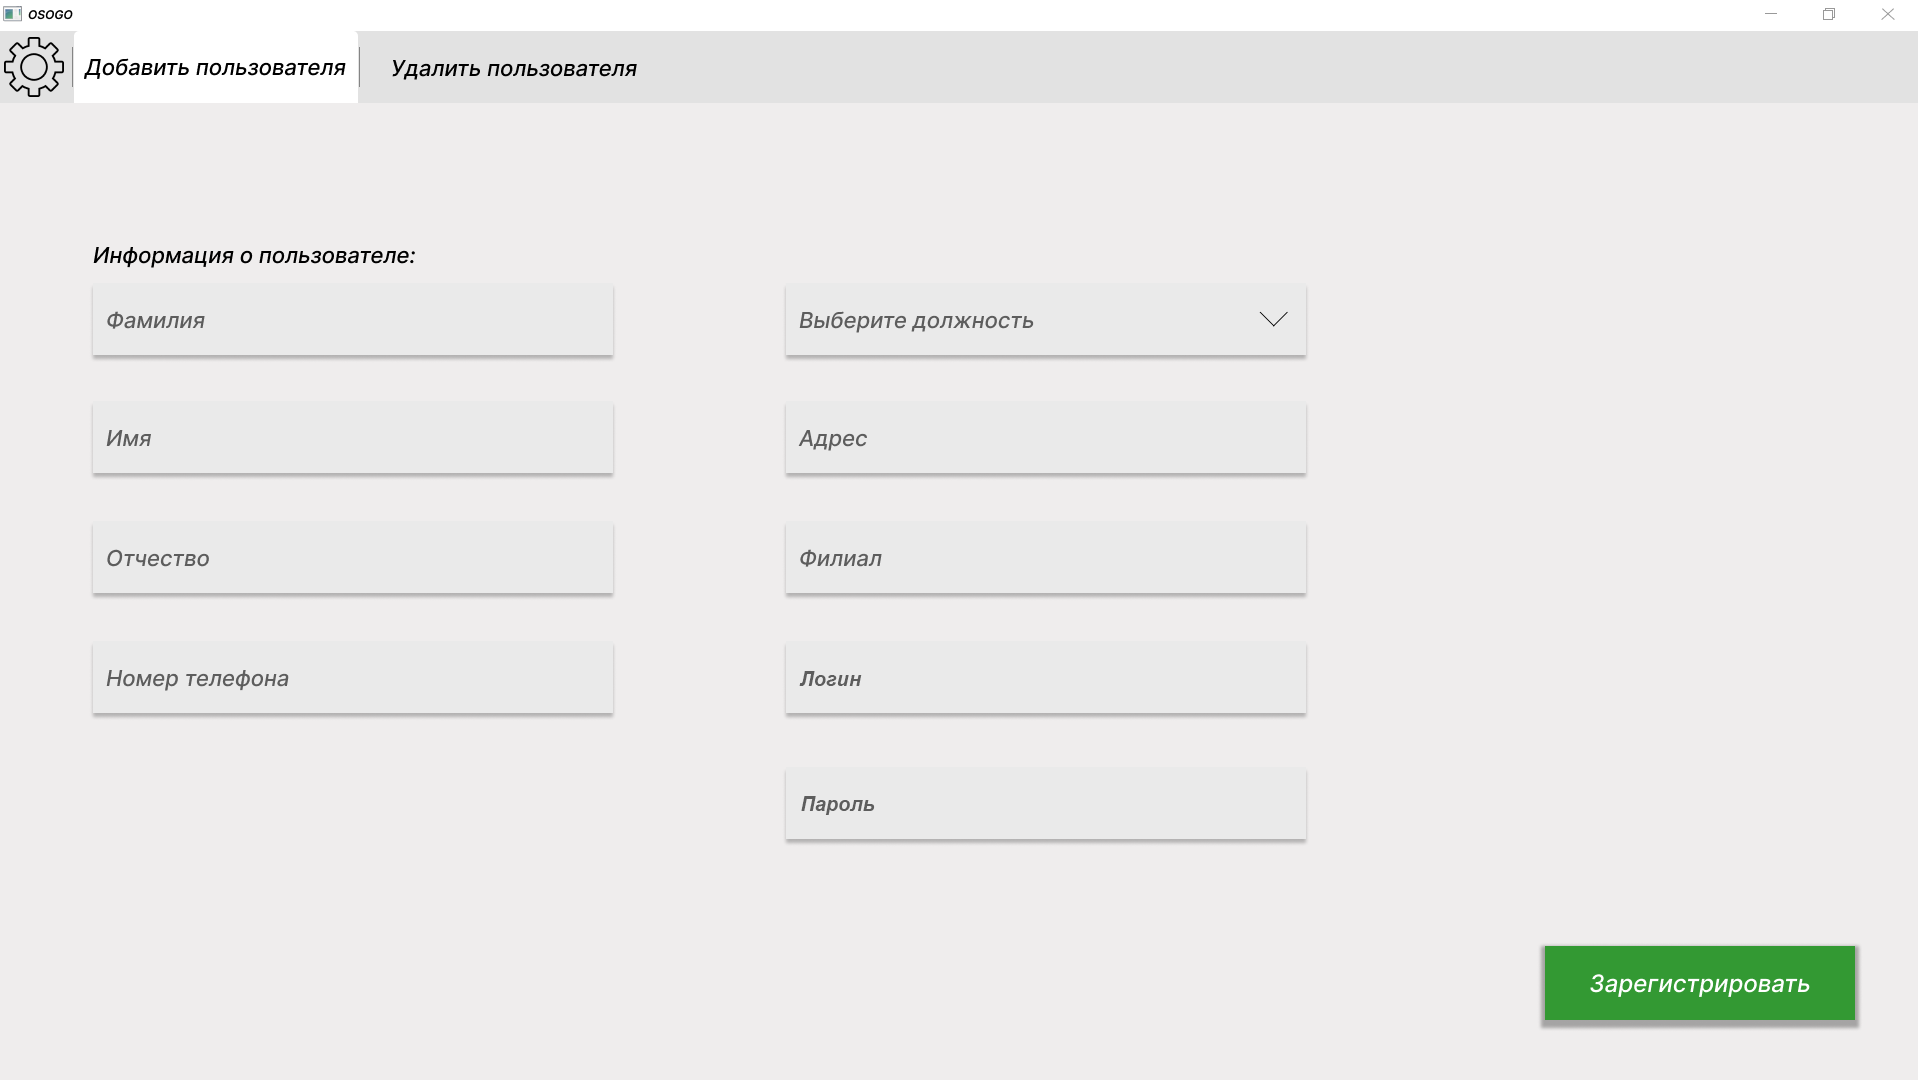 OSOGO
Добавить пользователя
Удалить пользователя
Информация о пользователе:
Фамилия
Выберите должность
Имя
Адрес
Отчество
Филиал
Номер телефона
Логин
Пароль
Зарегистрировать